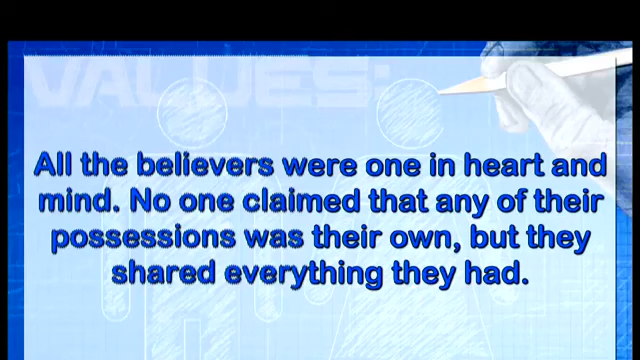 VALUES:
All the believers were one in heart and
mind. No one claimed that any of their
possessions was their own, but they
shared everything they had.